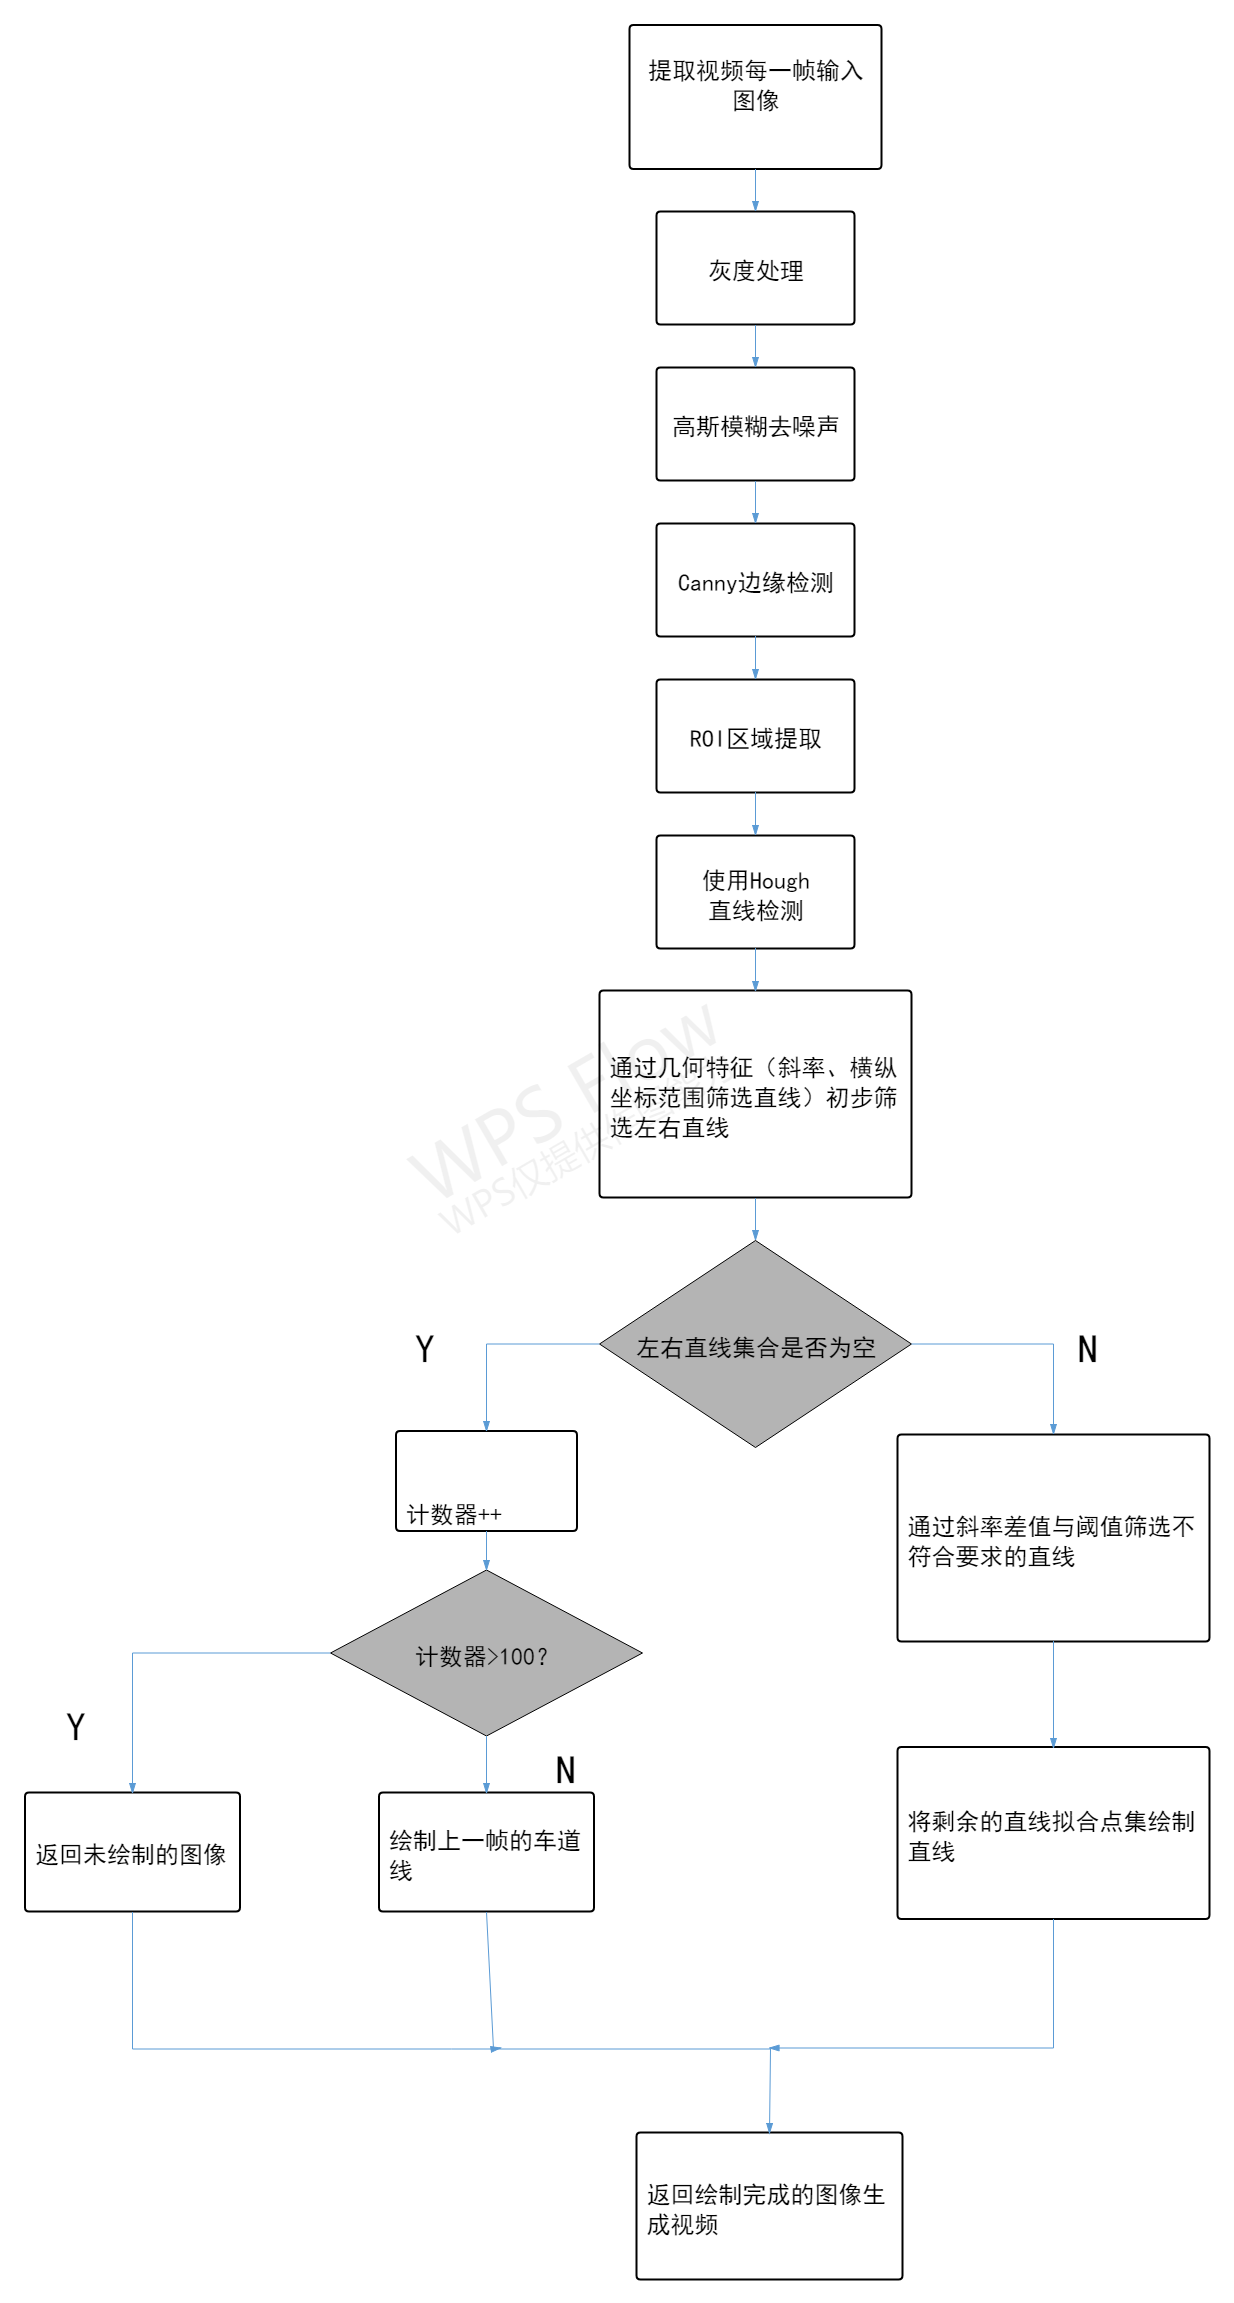 提取视频每一帧输入
图像
灰度处理
高斯模糊去噪声
Canny边缘检测
ROI区域提取
使用Hough
直线检测
通过几何特征（斜率、横纵
坐标范围筛选直线）初步筛
选左右直线
WPS Flow
WPS仅提供
左右直线集合是否为空
Y
N
计数器++
通过斜率差值与阈值筛选不
符合要求的直线
计数器>100?
Y
N
返回未绘制的图像
绘制上一帧的车道
线
将剩余的直线拟合点集绘制
直线
返回绘制完成的图像生
成视频